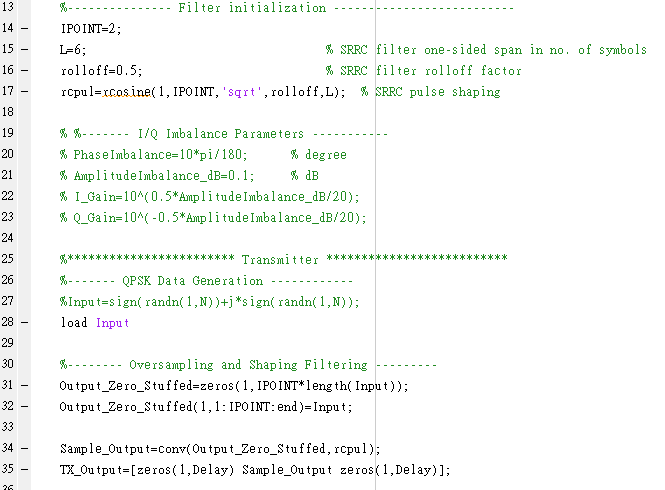 13 %--------------- Filter initialization --------------------------
14 – IPOINT=2;
15 – L=6; % SRRC filter one-sided span in no. of symbols
16 – rolloff=0.5; % SRRC filter rolloff factor
17 – rcpul=rcosine(1,IPOINT,'sqrt',rolloff,L); % SRRC pulse shaping
18
19 % %------- I/Q Imbalance Parameters -----------
20 % PhaseImbalance=10*pi/180; % degree
21 % AmplitudeImbalance_dB=0.1; % dB
22 % I_Gain=10^(0.5*AmplitudeImbalance_dB/20);
23 % Q_Gain=10^(-0.5*AmplitudeImbalance_dB/20);
24
25 %************************ Transmitter **************************
26 %------- QPSK Data Generation ------------
27 %Input=sign(randn(1,N))+j*sign(randn(1,N));
28 – load Input
29
30 %-------- Oversampling and Shaping Filtering ---------
31 – Output_Zero_Stuffed=zeros(1,IPOINT*length(Input));
32 – Output_Zero_Stuffed(1,1:IPOINT:end)=Input;
33
34 – Sample_Output=conv(Output_Zero_Stuffed,rcpul);
35 – TX_Output=[zeros(1,Delay) Sample_Output zeros(1,Delay)];